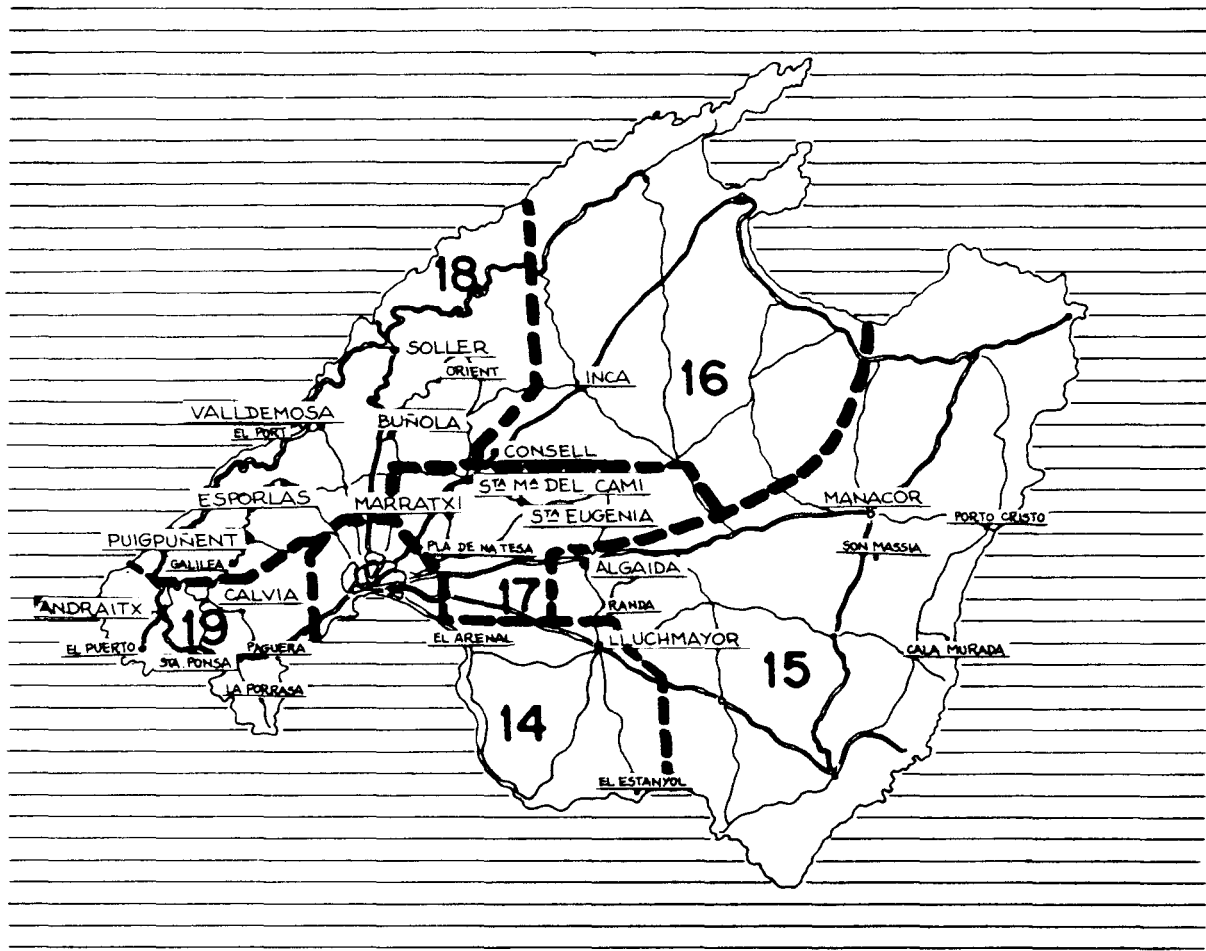 18
SOLLER
ORIENT
INCA
16
VALLDEMOSA
EL PORT
BUÑOLA
CONSELL
STA Mª DEL CAMI
ESPORLAS
MARRATXI
STA EUGENIA
MANACOR
PORTO CRISTO
PUIGPUÑENT
GALILEA
PLA DE NA TESA
SON MASSIA
ALGAIDA
CALVIA
17
ANDRAITX
19
RANDA
EL PUERTO
STA. PONSA
PAGUERA
EL ARENAL
LLUCHMAYOR
CALA MURADA
15
LA PORRASA
14
EL ESTANYOL